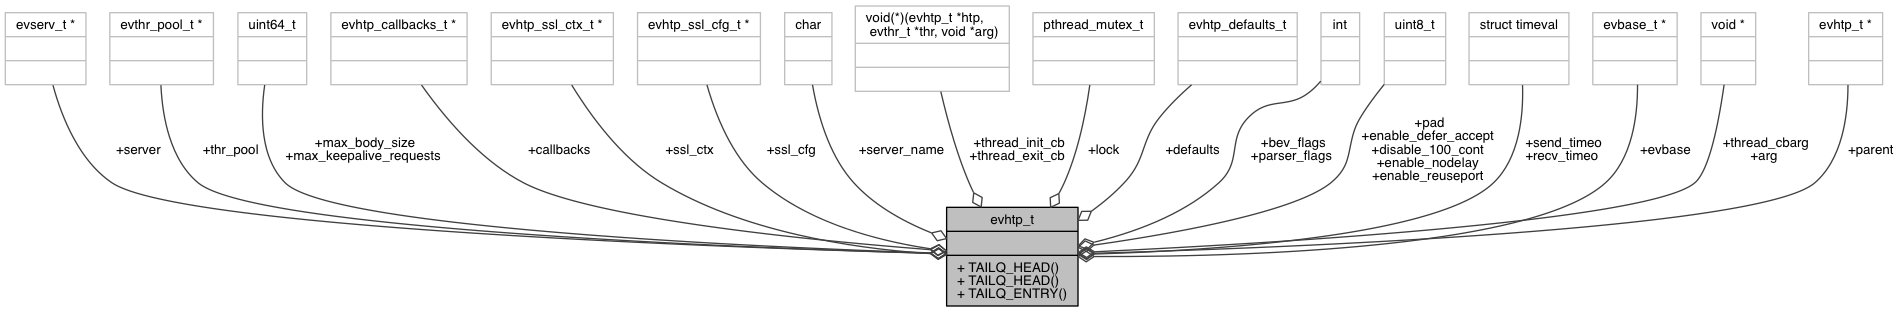 evserv_t *
evthr_pool_t *
uint64_t
evhtp_callbacks_t *
evhtp_ssl_ctx_t *
evhtp_ssl_cfg_t *
char
void(*)(evhtp_t *htp,
evthr_t *thr, void *arg)
pthread_mutex_t
evhtp_defaults_t
int
uint8_t
struct timeval
evbase_t *
void *
evhtp_t *
+server
+thr_pool
+max_body_size
+max_keepalive_requests
+callbacks
+ssl_ctx
+ssl_cfg
+server_name
+thread_init_cb
+thread_exit_cb
+lock
+defaults
+bev_flags
+parser_flags
+pad
+enable_defer_accept
+disable_100_cont
+enable_nodelay
+enable_reuseport
+send_timeo
+recv_timeo
+evbase
+thread_cbarg
+arg
+parent
evhtp_t
+ TAILQ_HEAD()
+ TAILQ_HEAD()
+ TAILQ_ENTRY()